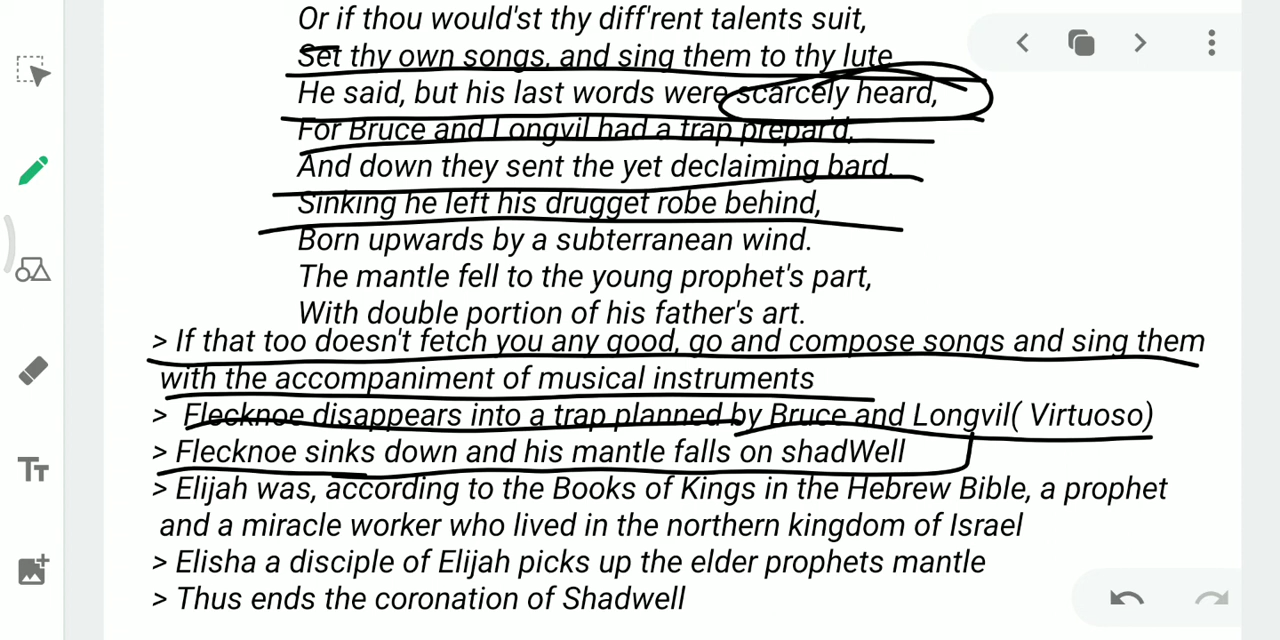 Or if thou would'st thy diff'rent talents suit,
Set thy own songs, and sing them to thy lute
He said, but his last words were scarcely heard,
For Bruce and Longvil had a trap prepar'd,
And down they sent the yet declaiming bard.
Sinking he left his drugget robe behind,
Born upwards by a subterranean wind.
The mantle fell to the young prophet's part,
With double portion of his father's art.
> If that too doesn't fetch you any good, go and compose songs and sing them
with the accompaniment of musical instruments
> Flecknoe disappears into a trap planned by Bruce and Longvil( Virtuoso)
> Flecknoe sinks down and his mantle falls on shadWell
> Elijah was, according to the Books of Kings in the Hebrew Bible, a prophet
and a miracle worker who lived in the northern kingdom of Israel
> Elisha a disciple of Elijah picks up the elder prophets mantle
> Thus ends the coronation of Shadwell
TT